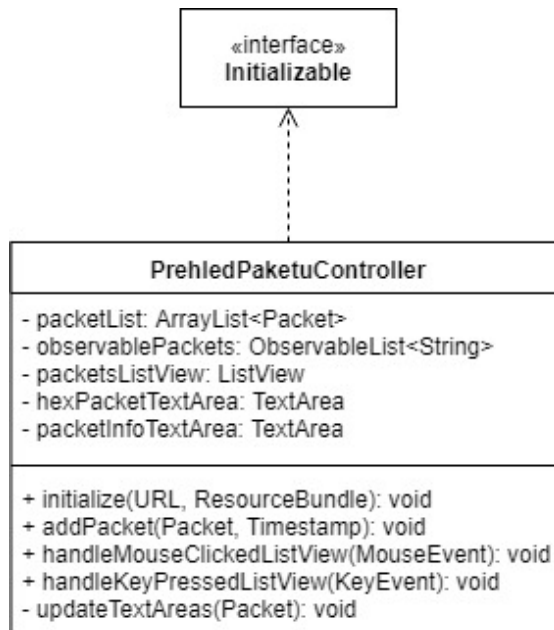 «interface»
Initializable
PrehledPaketuController
- packetList: ArrayList<Packet>
- observablePackets: ObservableList<String>
- packetsListView: ListView
- hexPacketTextArea: TextArea
- packetInfoTextArea: TextArea
+ initialize(URL, ResourceBundle): void
+ addPacket(Packet, Timestamp): void
+ handleMouseClickedListView(MouseEvent): void
+ handleKeyPressedListView(KeyEvent): void
- updateTextAreas(Packet): void